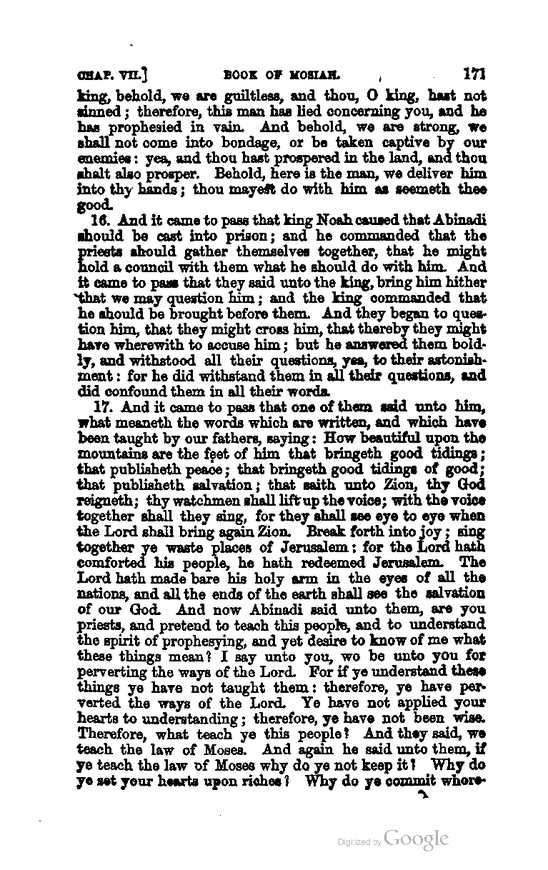 CHAP. VII.] BOOK OF MOSIAH. 171
king, behold, we are guiltless, and thou, O king, hast not
sinned; therefore, this man has lied concerning you, and he
has prophesied in vain. And behold, we are strong, we
shall not come into bondage, or be taken captive by our
enemies: yea, and thou hast prospered in the land, and thou
shalt also prosper. Behold, here is the man, we deliver him
into thy hands; thou mayest do with him as seemeth thee
good.
16. And it came to pass that king Noah caused that Abinadi
should be cast into prison; and he commanded that the
priests should gather themselves together, that he might
hold a council with them what he should do with him. And
it came to pass that they said unto the king, bring him hither
that we may question him; and the king commanded that
he should be brought before them. And they began to ques-
tion him, that they might cross him, that thereby they might
have wherewith to accuse him; but he answered them bold-
ly, and withstood all their questions, yea, to their astonish-
ment: for he did withstand them in all their questions, and
did confound them in all their words.
17. And it came to pass that one of them said unto him,
what meaneth the words which are written, and which have
been taught by our fathers, saying: How beautiful upon the
mountains are the feet of him that bringeth good tidings;
that publisheth peace; that bringeth good tidings of good;
that publisheth salvation; that saith unto Zion, thy God
reigneth; thy watchmen shall lift up the voice; with the voice
together shall they sing, for they shall see eye to eye when
the Lord shall bring again Zion. Break forth into joy; sing
together ye waste places of Jerusalem: for the Lord hath
comforted his people, he hath redeemed Jerusalem. The
Lord hath made bare his holy arm in the eyes of all the
nations, and all the ends of the earth shall see the salvation
of our God. And now Abinadi said unto them, are you
priests, and pretend to teach this people, and to understand
the spirit of prophesying, and yet desire to know of me what
these things mean? I say unto you, wo be unto you for
perverting the ways of the Lord. For if ye understand these
things ye have not taught them: therefore, ye have per-
verted the ways of the Lord. Ye have not applied your
hearts to understanding; therefore, ye have not been wise.
Therefore, what teach ye this people? And they said, we
teach the law of Moses. And again he said unto them, if
ye teach the law of Moses why do ye not keep it? Why do
ye set your hearts upon riches? Why do ye commit whore-
Digitized by Google